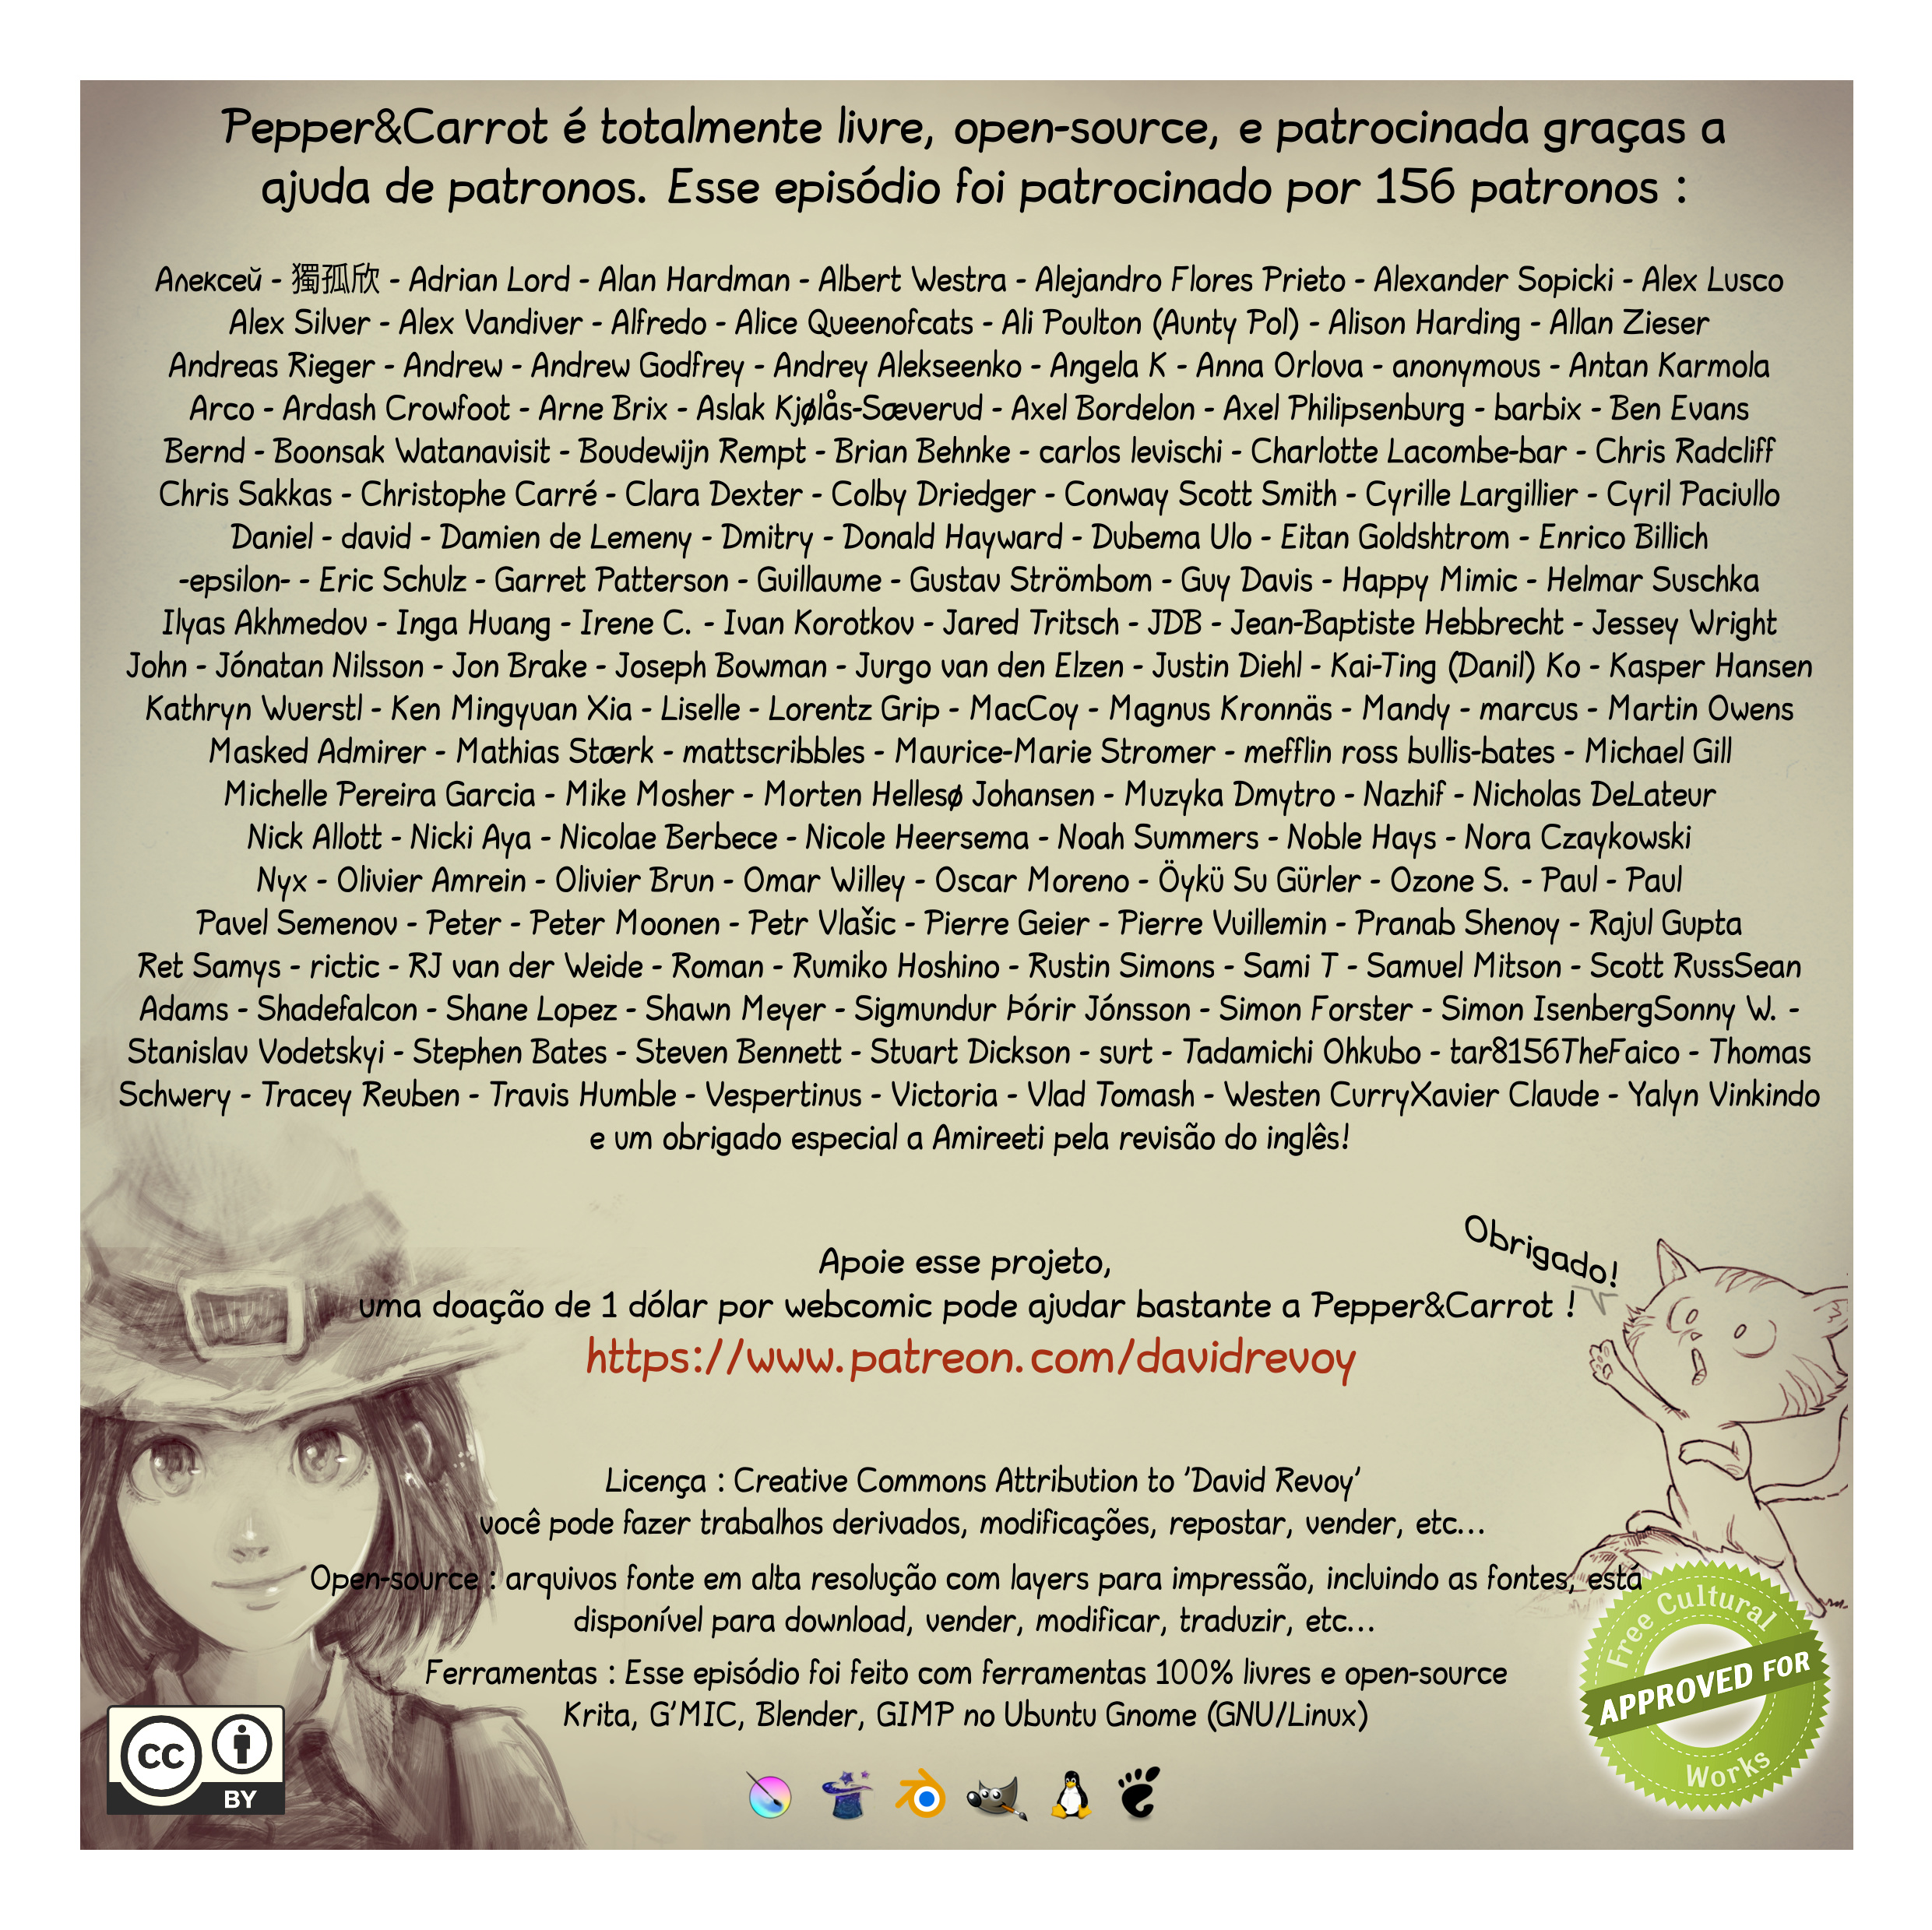 Pepper&Carrot é totalmente livre, open-source, e patrocinada graças a
ajuda de patronos. Esse episódio foi patrocinado por 156 patronos :
Алексей - 獨孤欣 - Adrian Lord - Alan Hardman - Albert Westra - Alejandro Flores Prieto - Alexander Sopicki - Alex Lusco
Alex Silver - Alex Vandiver - Alfredo - Alice Queenofcats - Ali Poulton (Aunty Pol) - Alison Harding - Allan Zieser
Andreas Rieger - Andrew - Andrew Godfrey - Andrey Alekseenko - Angela K - Anna Orlova - anonymous - Antan Karmola
Arco - Ardash Crowfoot - Arne Brix - Aslak Kjølås-Sæverud - Axel Bordelon - Axel Philipsenburg - barbix - Ben Evans
Bernd - Boonsak Watanavisit - Boudewijn Rempt - Brian Behnke - carlos levischi - Charlotte Lacombe-bar - Chris Radcliff
Chris Sakkas - Christophe Carré - Clara Dexter - Colby Driedger - Conway Scott Smith - Cyrille Largillier - Cyril Paciullo
Daniel - david - Damien de Lemeny - Dmitry - Donald Hayward - Dubema Ulo - Eitan Goldshtrom - Enrico Billich
-epsilon- - Eric Schulz - Garret Patterson - Guillaume - Gustav Strömbom - Guy Davis - Happy Mimic - Helmar Suschka
Ilyas Akhmedov - Inga Huang - Irene C. - Ivan Korotkov - Jared Tritsch - JDB - Jean-Baptiste Hebbrecht - Jessey Wright
John - Jónatan Nilsson - Jon Brake - Joseph Bowman - Jurgo van den Elzen - Justin Diehl - Kai-Ting (Danil) Ko - Kasper Hansen
Kathryn Wuerstl - Ken Mingyuan Xia - Liselle - Lorentz Grip - MacCoy - Magnus Kronnäs - Mandy - marcus - Martin Owens
Masked Admirer - Mathias Stærk - mattscribbles - Maurice-Marie Stromer - mefflin ross bullis-bates - Michael Gill
Michelle Pereira Garcia - Mike Mosher - Morten Hellesø Johansen - Muzyka Dmytro - Nazhif - Nicholas DeLateur
Nick Allott - Nicki Aya - Nicolae Berbece - Nicole Heersema - Noah Summers - Noble Hays - Nora Czaykowski
Nyx - Olivier Amrein - Olivier Brun - Omar Willey - Oscar Moreno - Öykü Su Gürler - Ozone S. - Paul - Paul
Pavel Semenov - Peter - Peter Moonen - Petr Vlašic - Pierre Geier - Pierre Vuillemin - Pranab Shenoy - Rajul Gupta
Ret Samys - rictic - RJ van der Weide - Roman - Rumiko Hoshino - Rustin Simons - Sami T - Samuel Mitson - Scott RussSean
Adams - Shadefalcon - Shane Lopez - Shawn Meyer - Sigmundur Þórir Jónsson - Simon Forster - Simon IsenbergSonny W. -
Stanislav Vodetskyi - Stephen Bates - Steven Bennett - Stuart Dickson - surt - Tadamichi Ohkubo - tar8156TheFaico - Thomas
Schwery - Tracey Reuben - Travis Humble - Vespertinus - Victoria - Vlad Tomash - Westen CurryXavier Claude - Yalyn Vinkindo
e um obrigado especial a Amireeti pela revisão do inglês!
Obrigado!
Apoie esse projeto,
uma doação de 1 dólar por webcomic pode ajudar bastante a Pepper&Carrot !
https://www.patreon.com/davidrevoy
Licença : Creative Commons Attribution to 'David Revoy'
você pode fazer trabalhos derivados, modificações, repostar, vender, etc...
Open-source : arquivos fonte em alta resolução com layers para impressão, incluindo as fontes, está
disponível para download, vender, modificar, traduzir, etc...
Ferramentas : Esse episódio foi feito com ferramentas 100% livres e open-source
Krita, G'MIC, Blender, GIMP no Ubuntu Gnome (GNU/Linux)
Free Cultural
APPROVED FOR
Works
CC
BY